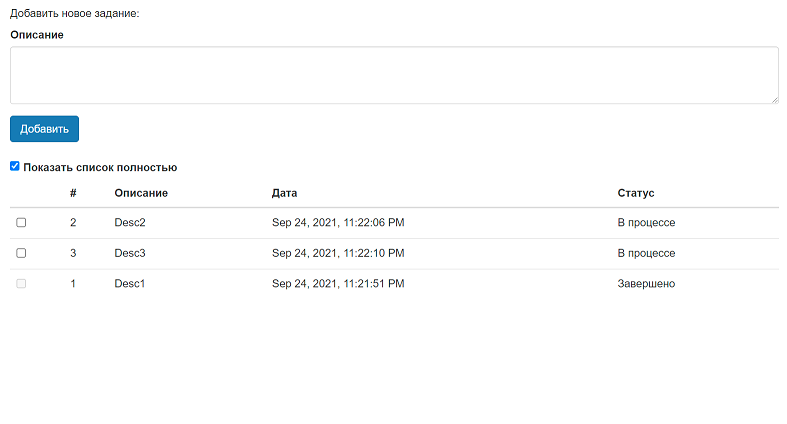 Добавить новое задание:
Описание
Добавить
Показать список полностью
# Описание Дата Статус
2 Desc2 Sep 24, 2021, 11:22:06 PM В процессе
3 Desc3 Sep 24, 2021, 11:22:10 PM В процессе
1 Desc1 Sep 24, 2021, 11:21:51 PM Завершено